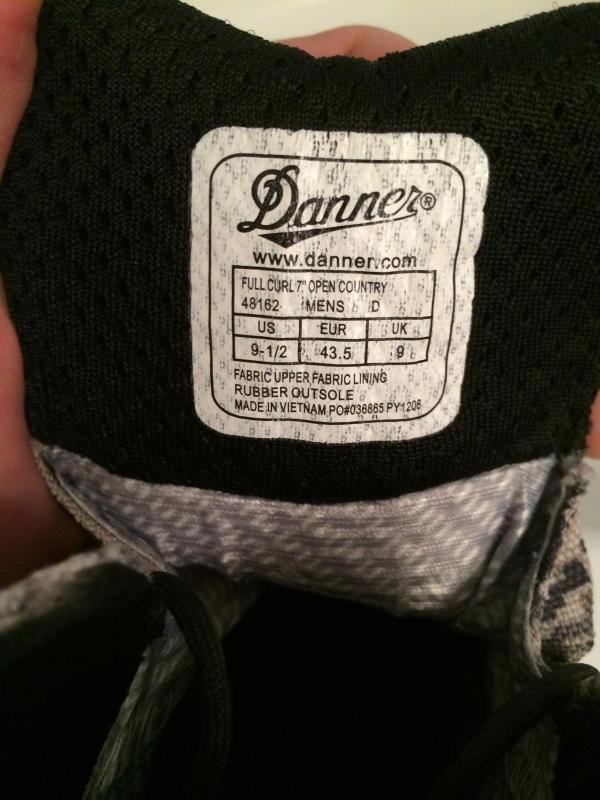 Danner®
www.danner.com
FULL CURL 7" OPEN COUNTRY
48162 MENS D
US EUR UK
9-1/2 43.5 9
FABRIC UPPER FABRIC LINING
RUBBER OUTSOLE
MADE IN VIETNAM PO#036865 PY1206